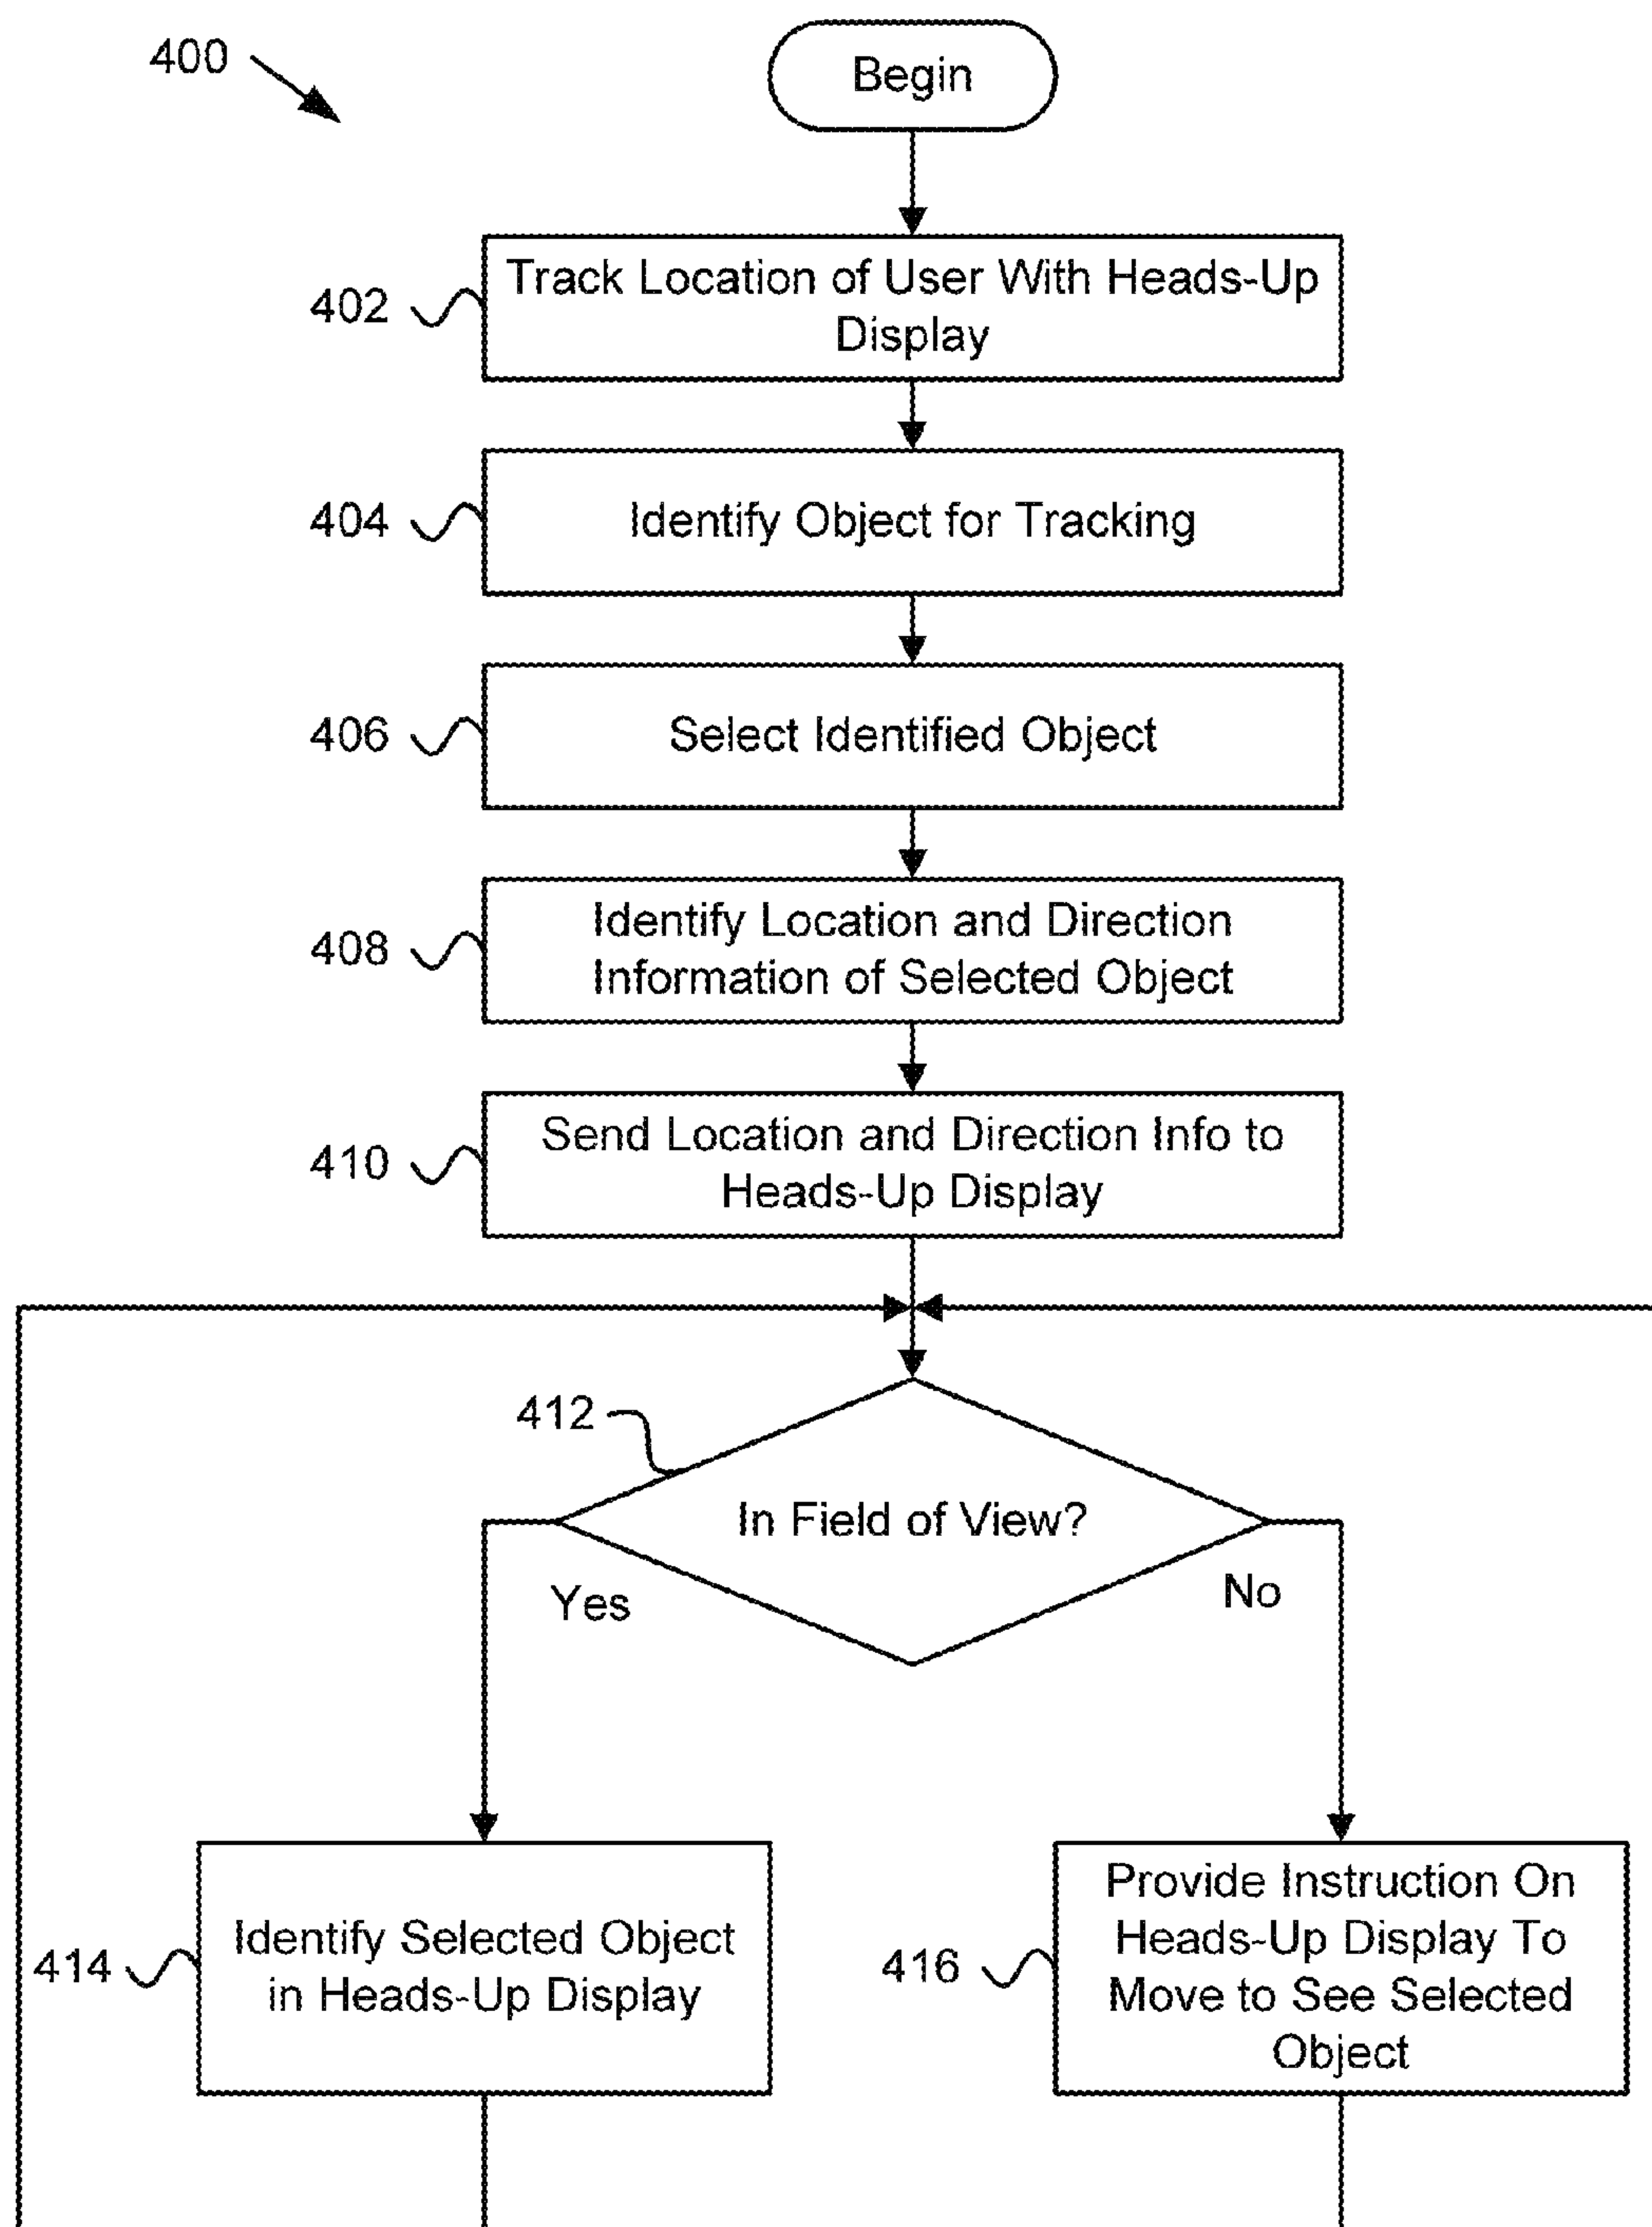 400
Begin
402
Track Location of User With Heads-Up
Display
404
Identify Object for Tracking
406
Select Identified Object
408
Identify Location and Direction
Information of Selected Object
410
Send Location and Direction Info to
Heads-Up Display
412
In Field of View?
Yes
No
414
Identify Selected Object
in Heads-Up Display
416
Provide Instruction On
Heads-Up Display To
Move to See Selected
Object